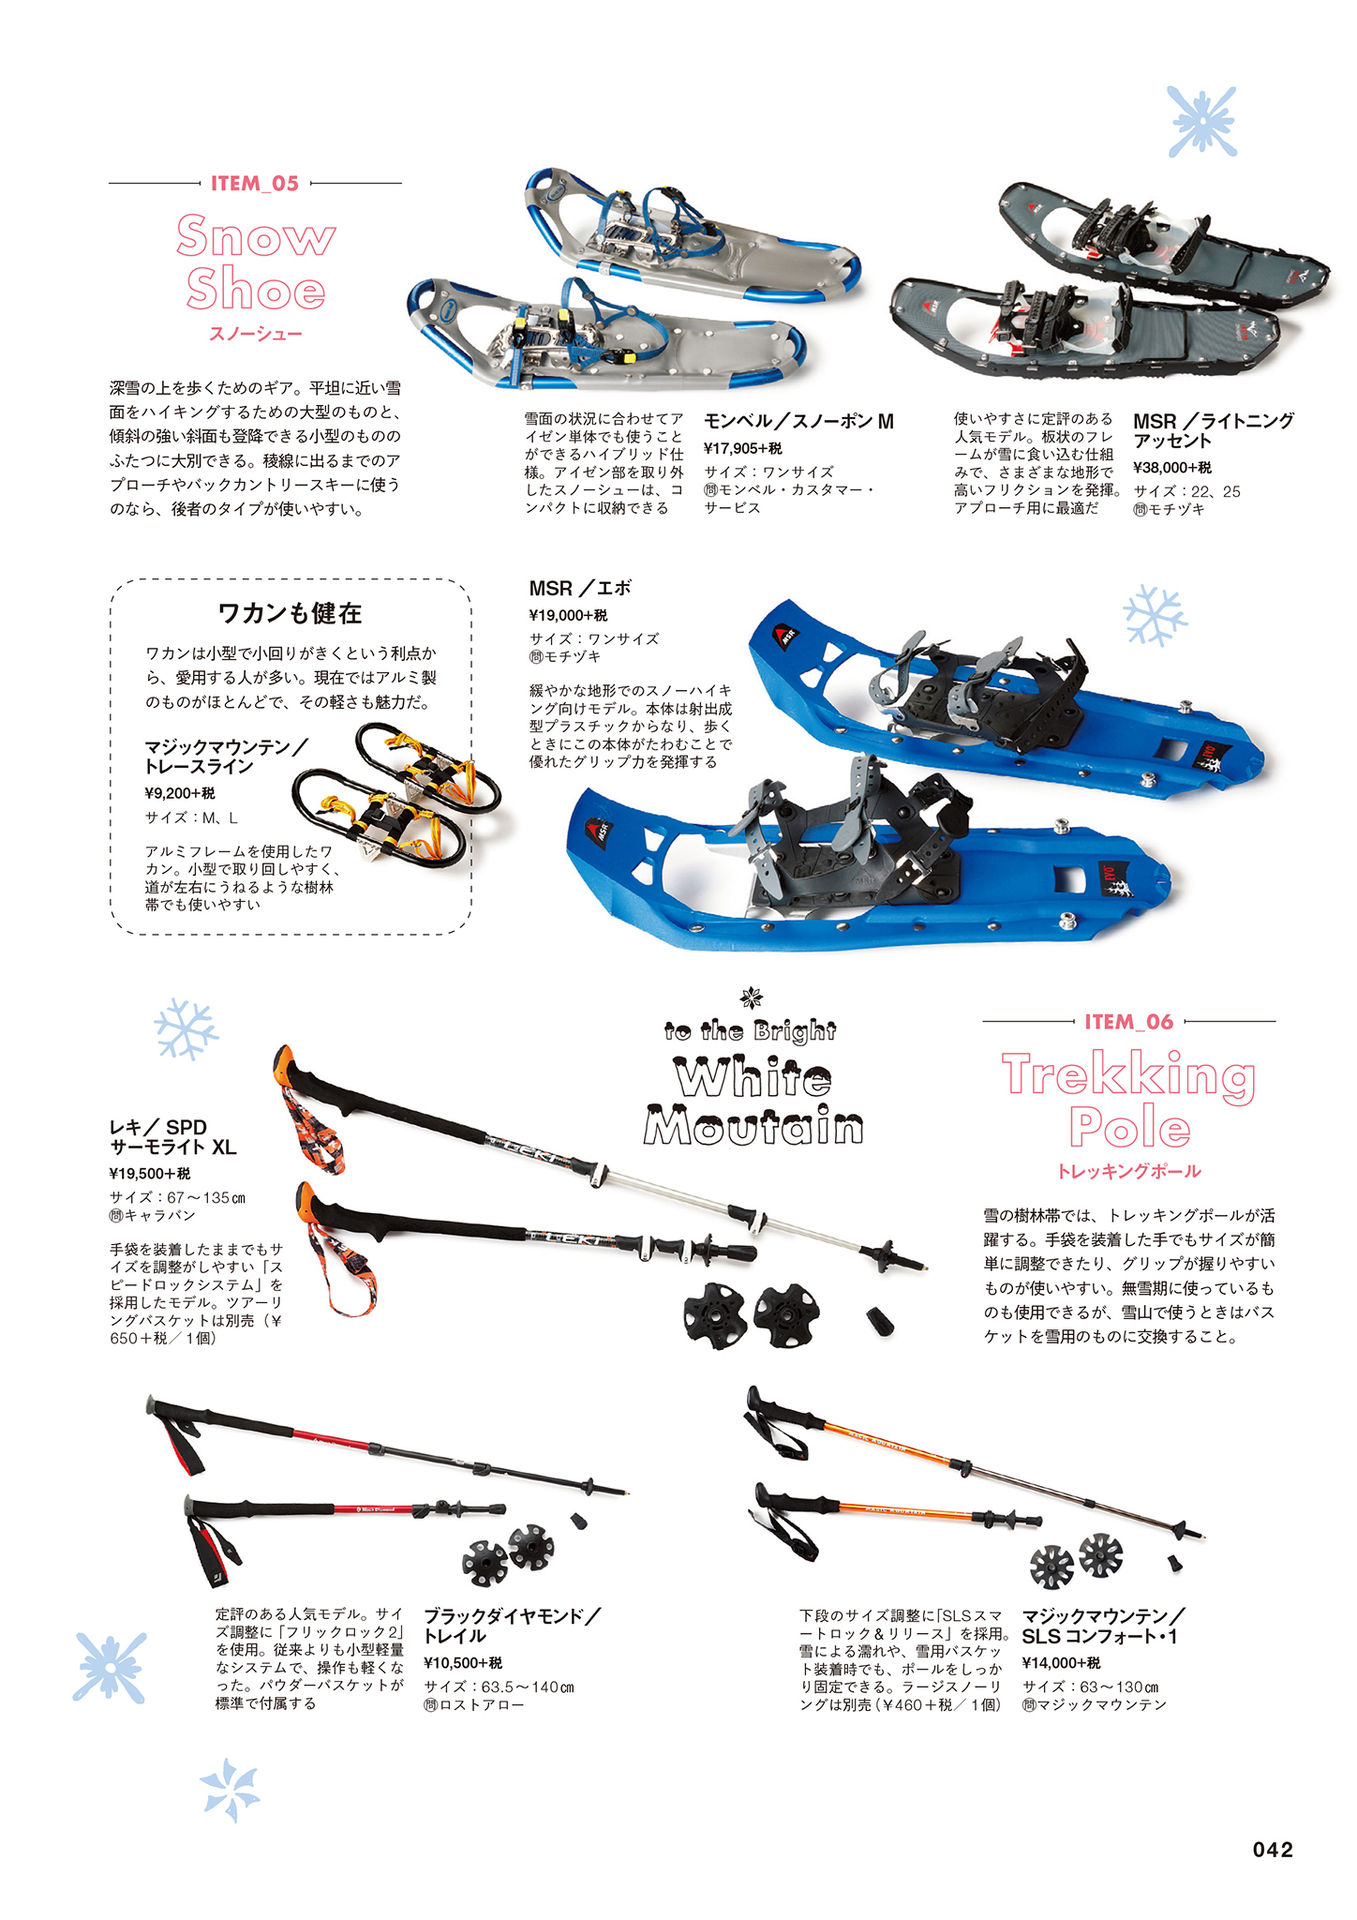 ITEM_05
Snow
Shoe
スノーシュー
深雪の上を歩くためのギア。平坦に近い雪
面をハイキングするための大型のものと、
傾斜の強い斜面も登降できる小型のものの
ふたつに大別できる。稜線に出るまでのア
プローチやバックカントリースキーに使う
のなら、後者のタイプが使いやすい。
雪面の状況に合わせてア
イゼン単体でも使うこと
ができるハイブリッド仕
様。アイゼン部を取り外
したスノーシューは、コ
ンパクトに収納できる
モンベル／スノーポン M
¥17,905+税
サイズ：ワンサイズ
㉄モンベル・カスタマー・
サービス
使いやすさに定評のある
人気モデル。板状のフレ
ームが雪に食い込む仕組
みで、さまざまな地形で
高いフリクションを発揮。
アプローチ用に最適だ
MSR ／ライトニング
アッセント
¥38,000+税
サイズ：22、25
㉄モチヅキ
ワカンも健在
ワカンは小型で小回りがきくという利点か
ら、愛用する人が多い。現在ではアルミ製
のものがほとんどで、その軽さも魅力だ。
マジックマウンテン／
トレースライン
¥9,200+税
サイズ：M、L
アルミフレームを使用したワ
カン。小型で取り回しやすく、
道が左右にうねるような樹林
帯でも使いやすい
MSR ／エボ
¥19,000+税
サイズ：ワンサイズ
㉄モチヅキ
緩やかな地形でのスノーハイキ
ング向けモデル。本体は射出成
型プラスチックからなり、歩く
ときにこの本体がたわむことで
優れたグリップ力を発揮する
MSR
EVO
MSR
EVO
to the Bright
White
Moutain
ITEM_06
Trekking
Pole
トレッキングポール
雪の樹林帯では、トレッキングポールが活
躍する。手袋を装着した手でもサイズが簡
単に調整できたり、グリップが握りやすい
ものが使いやすい。無雪期に使っているも
のも使用できるが、雪山で使うときはバス
ケットを雪用のものに交換すること。
レキ／ SPD
サーモライト XL
¥19,500+税
サイズ：67〜135㎝
㉄キャラバン
手袋を装着したままでもサ
イズを調整がしやすい「ス
ピードロックシステム」を
採用したモデル。ツアーリ
ングバスケットは別売（￥
650＋税／1個）
LEKI
LEKI
定評のある人気モデル。サイ
ズ調整に「フリックロック2」
を使用。従来よりも小型軽量
なシステムで、操作も軽くな
った。パウダーバスケットが
標準で付属する
ブラックダイヤモンド／
トレイル
¥10,500+税
サイズ：63.5〜140㎝
㉄ロストアロー
Black Diamond
MAGIC MOUNTAIN
MAGIC MOUNTAIN
下段のサイズ調整に「SLSスマ
ートロック＆リリース」を採用。
雪による濡れや、雪用バスケッ
ト装着時でも、ポールをしっか
り固定できる。ラージスノーリ
ングは別売（￥460＋税／1個）
マジックマウンテン／
SLS コンフォート・1
¥14,000+税
サイズ：63〜130㎝
㉄マジックマウンテン
042